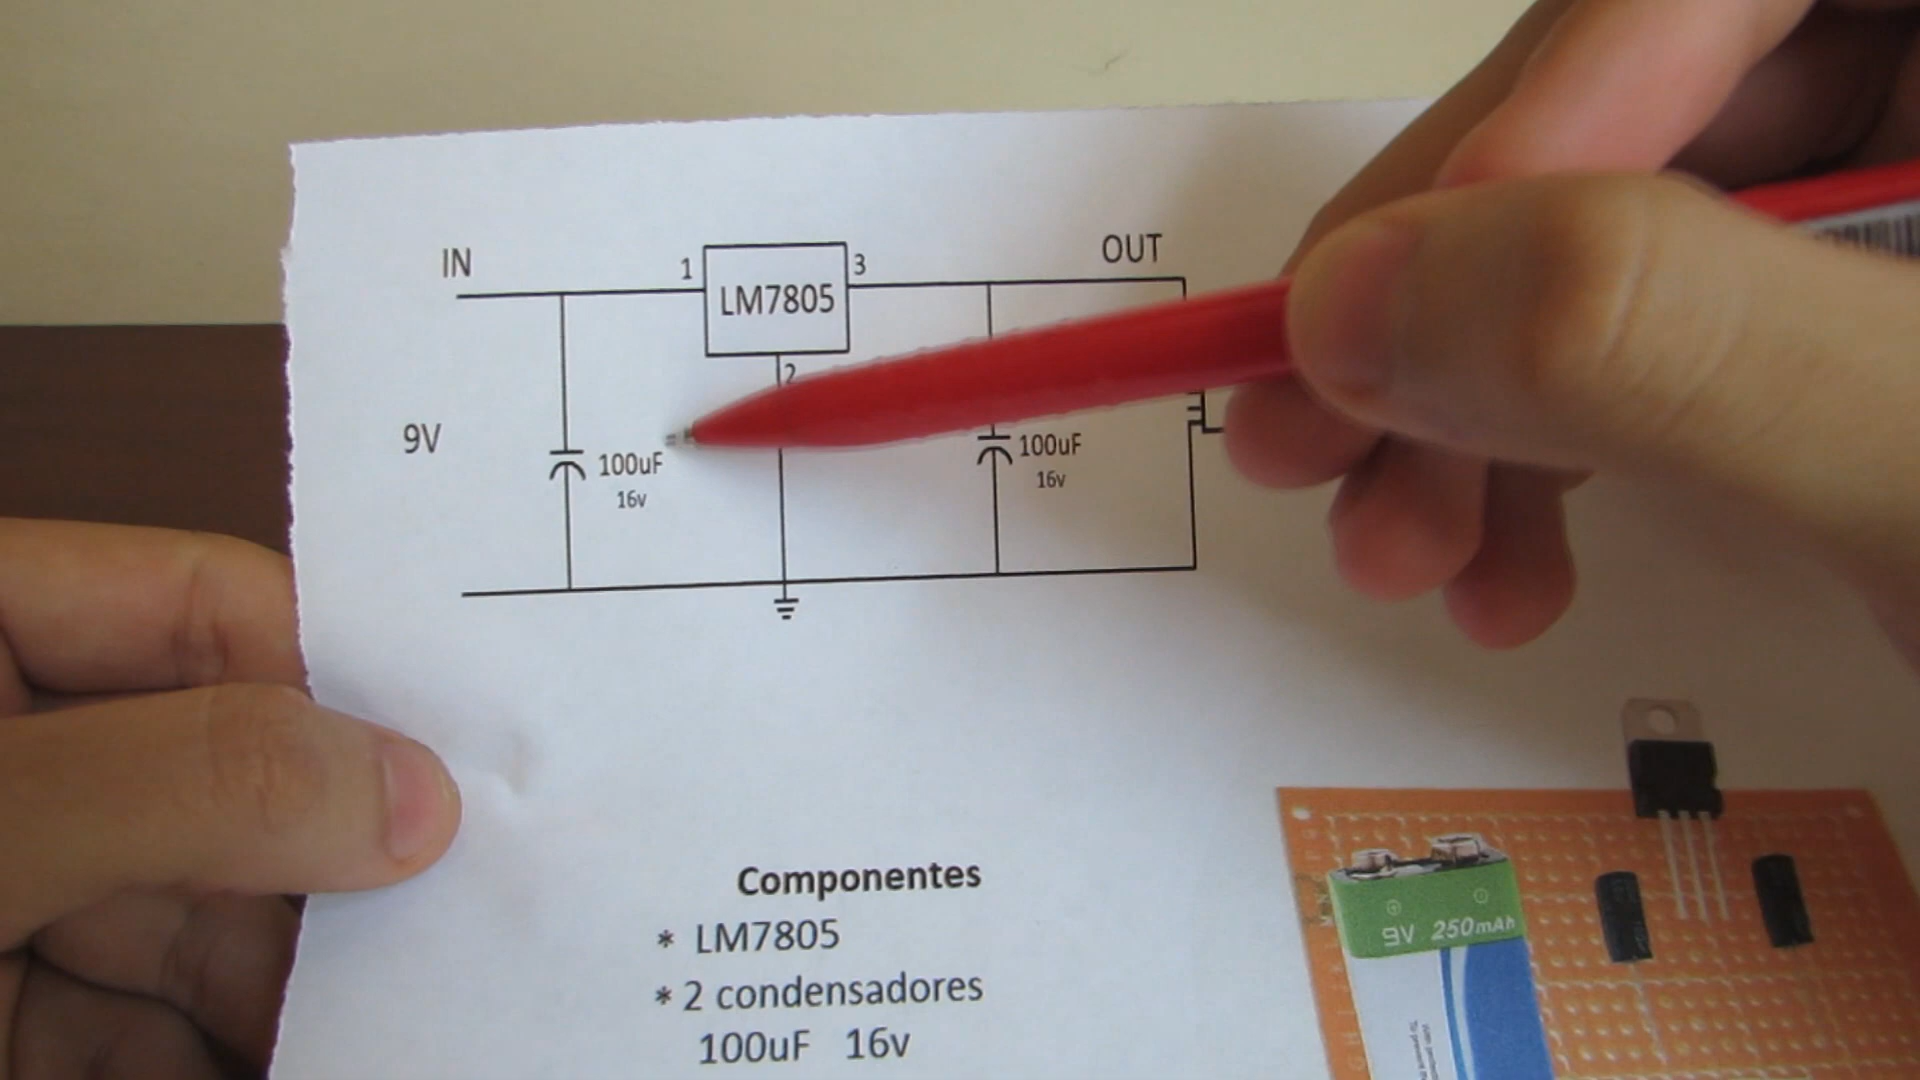 IN
OUT
1
LM7805
3
2
9V
100uF
16v
100uF
16v
Componentes
* LM7805
* 2 condensadores
100uF 16v
9V 250mAh